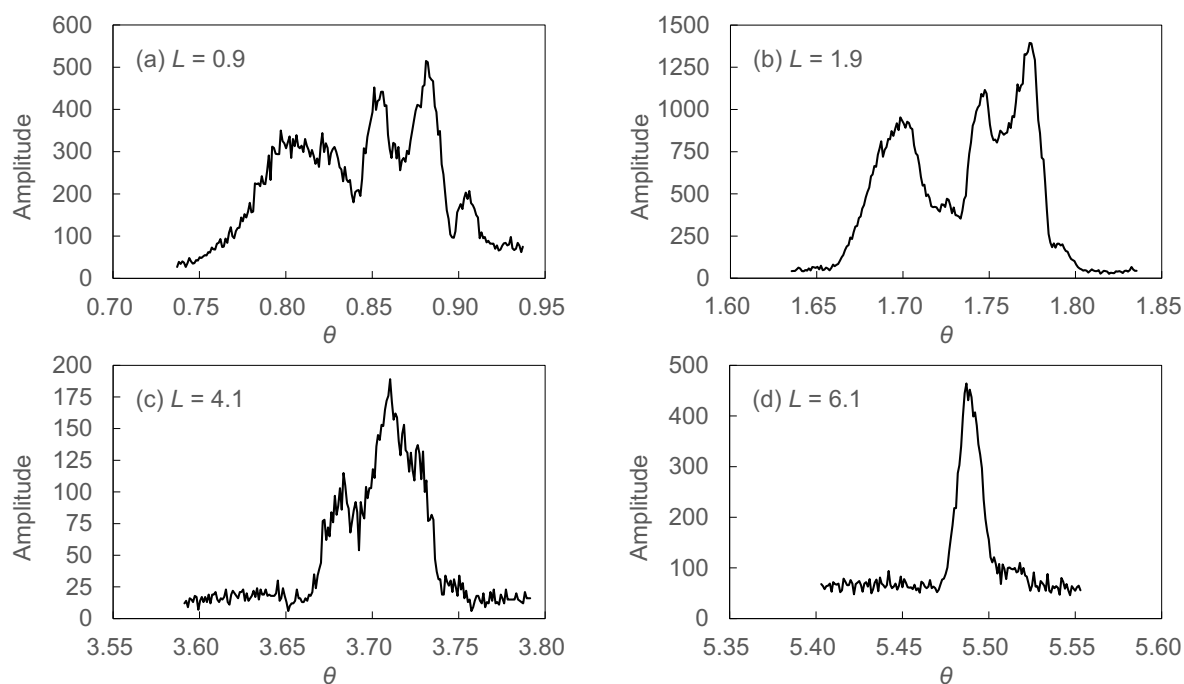 600
500
400
300
200
100
0
Amplitude
(a) L = 0.9
0.70 0.75 0.80 0.85 0.90 0.95
θ
1500
1250
1000
750
500
250
0
Amplitude
(b) L = 1.9
1.60 1.65 1.70 1.75 1.80 1.85
θ
200
175
150
125
100
75
50
25
0
Amplitude
(c) L = 4.1
3.55 3.60 3.65 3.70 3.75 3.80
θ
500
400
300
200
100
0
Amplitude
(d) L = 6.1
5.35 5.40 5.45 5.50 5.55 5.60
θ